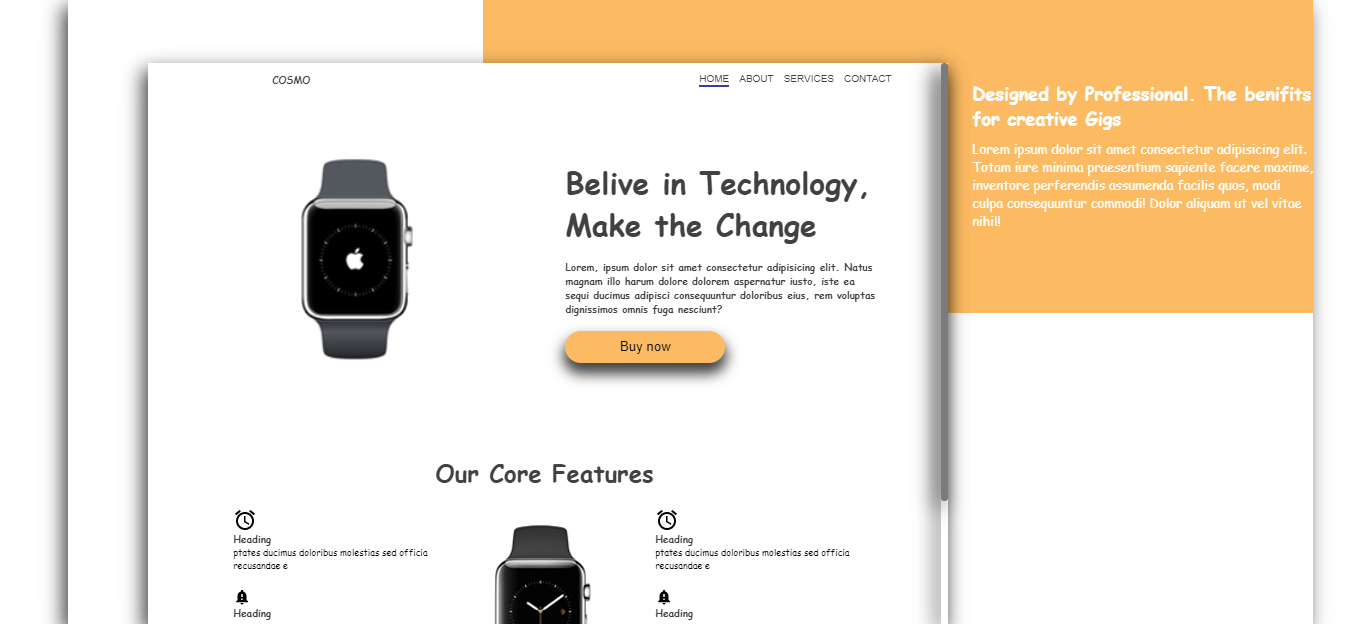 COSMO
HOME ABOUT SERVICES CONTACT
Belive in Technology,
Make the Change
Lorem, ipsum dolor sit amet consectetur adipisicing elit. Natus
magnam illo harum dolore dolorem aspernatur iusto, iste ea
sequi ducimus adipisci consequuntur doloribus eius, rem voluptas
dignissimos omnis fuga nesciunt?
Buy now
Designed by Professional. The benifits
for creative Gigs
Lorem ipsum dolor sit amet consectetur adipisicing elit.
Totam iure minima praesentium sapiente facere maxime,
inventore perferendis assumenda facilis quos, modi
culpa consequuntur commodi! Dolor aliquam ut vel vitae
nihil!
Our Core Features
Heading
ptates ducimus doloribus molestias sed officia
recusandae e
Heading
Heading
ptates ducimus doloribus molestias sed officia
recusandae e
Heading